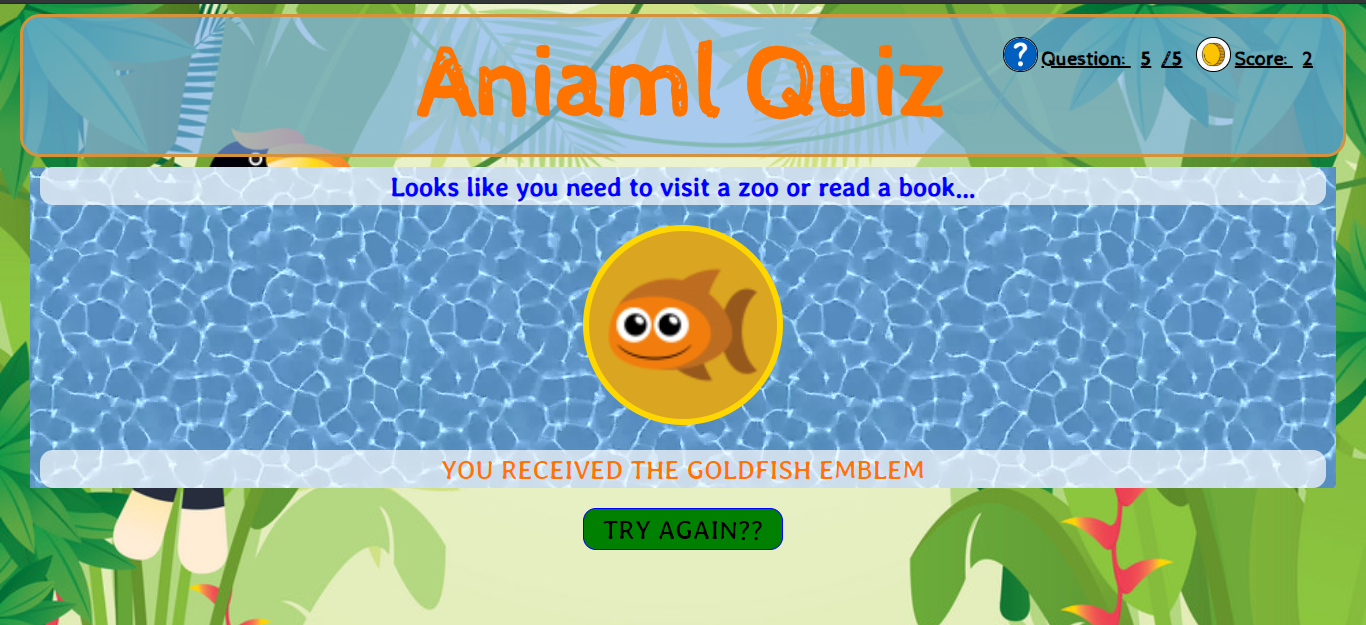 Aniaml Quiz
? Question: 5 /5 Score: 2
Looks like you need to visit a zoo or read a book...
YOU RECEIVED THE GOLDFISH EMBLEM
TRY AGAIN??